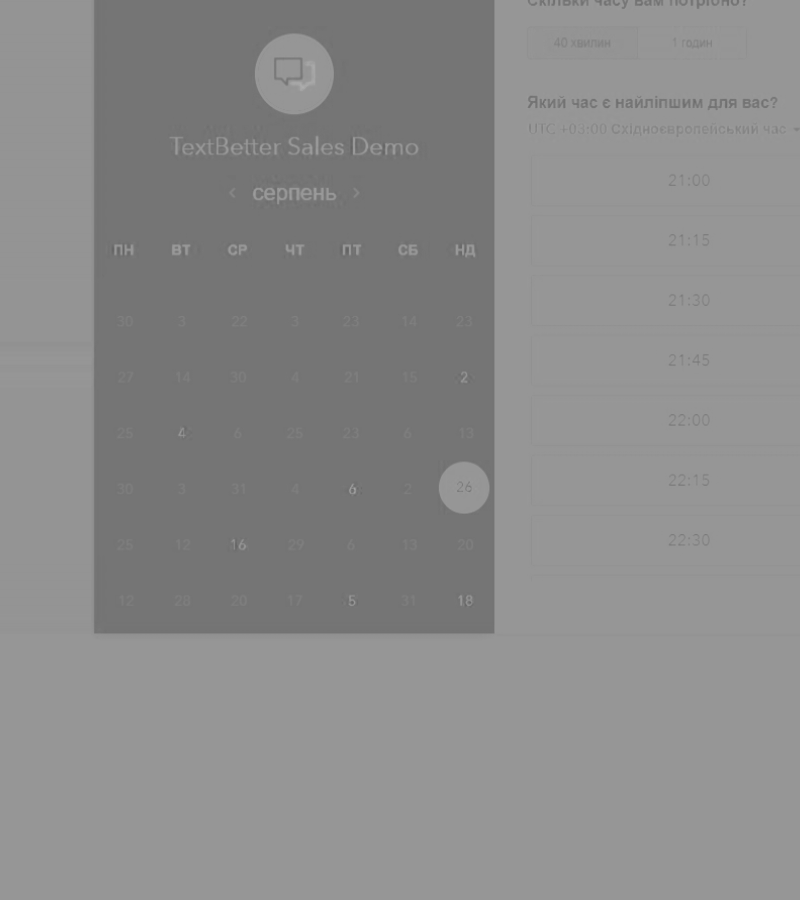 Скільки часу вам потрібно?
40 хвилин 1 годин
Який час є найліпшим для вас?
UTC +03:00 Східноєвропейський час
TextBetter Sales Demo
серпень
ПН ВТ СР ЧТ ПТ СБ НД
30 3 22 3 23 14 23
27 14 30 4 21 15 2
25 4 6 25 23 6 13
30 3 31 4 6 2 26
25 12 16 29 6 13 20
12 28 20 17 5 31 18
21:00
21:15
21:30
21:45
22:00
22:15
22:30